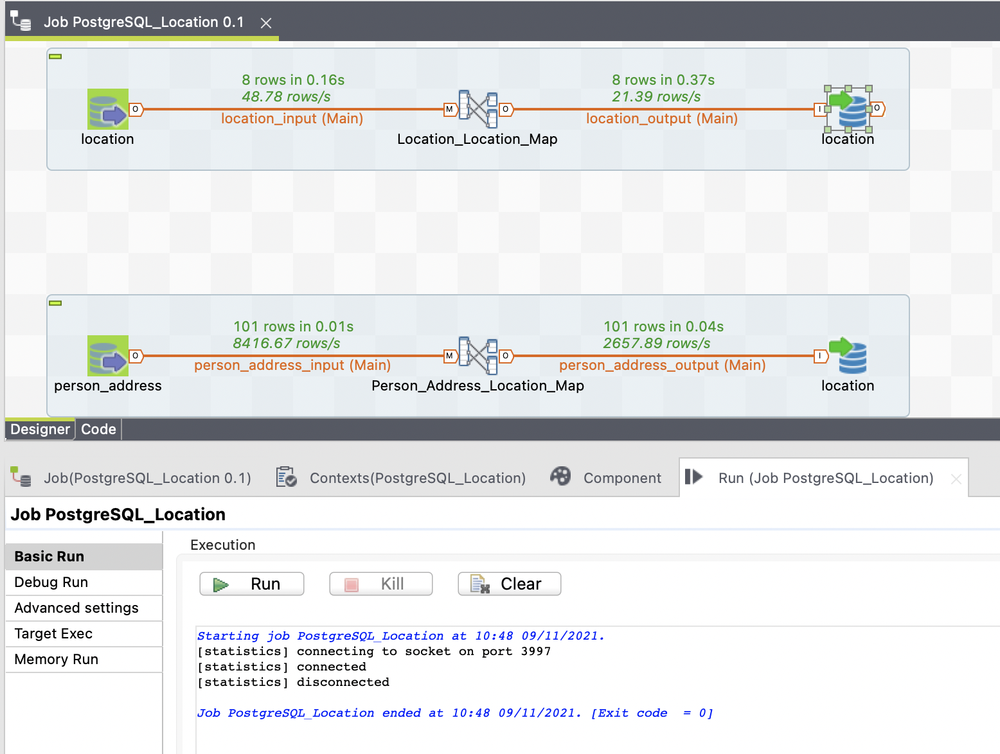 Job PostgreSQL_Location 0.1
8 rows in 0.16s
48.78 rows/s
8 rows in 0.37s
21.39 rows/s
O M O I O
location_input (Main)
location_output (Main)
location
Location_Location_Map
location
101 rows in 0.01s
8416.67 rows/s
101 rows in 0.04s
2657.89 rows/s
O M O I
person_address_input (Main)
person_address_output (Main)
person_address
Person_Address_Location_Map
location
Designer Code
Job(PostgreSQL_Location 0.1) Contexts(PostgreSQL_Location) Component Run (Job PostgreSQL_Location)
Job PostgreSQL_Location
Basic Run
Debug Run
Advanced settings
Target Exec
Memory Run
Execution
Run Kill Clear
Starting job PostgreSQL_Location at 10:48 09/11/2021.
[statistics] connecting to socket on port 3997
[statistics] connected
[statistics] disconnected
Job PostgreSQL_Location ended at 10:48 09/11/2021. [Exit code  = 0]